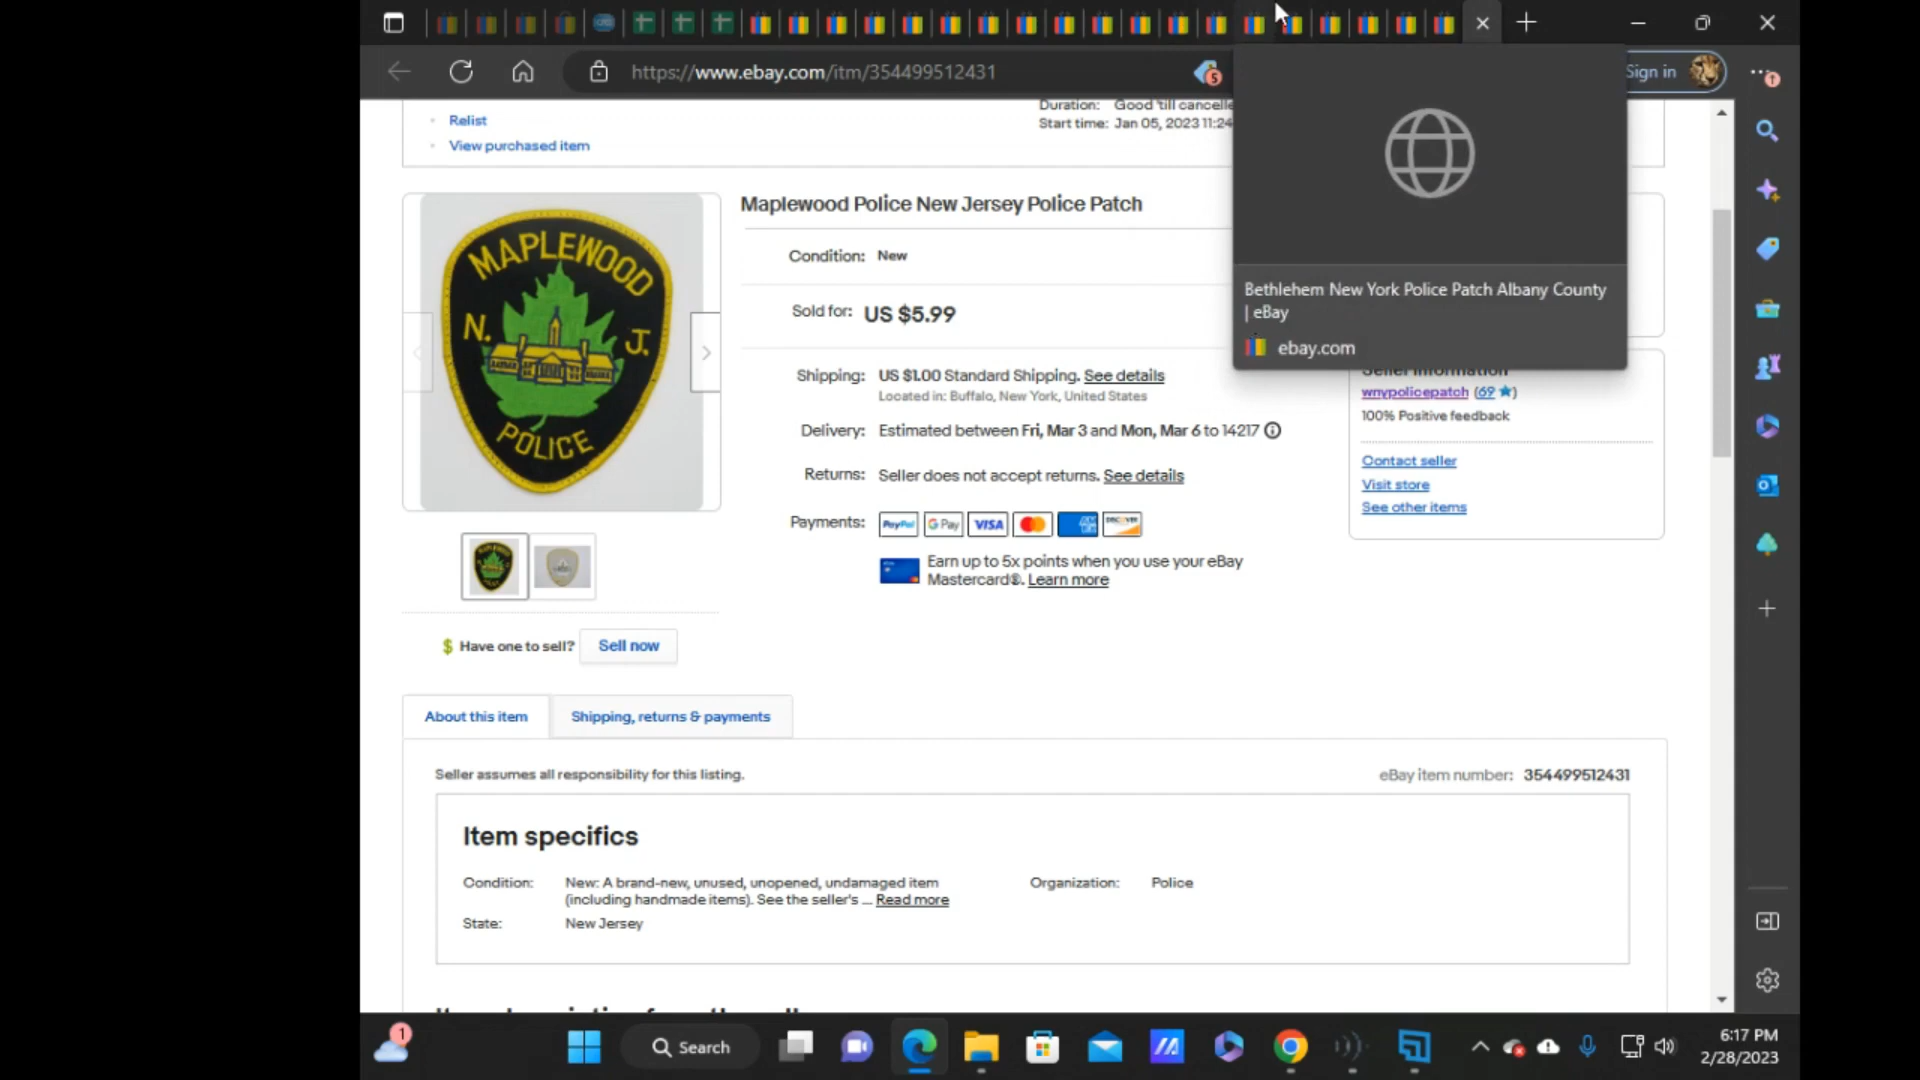 https://www.ebay.com/itm/354499512431
5
Sign in
Relist
View purchased item
Duration: Good 'till cancelle
Start time: Jan 05, 2023 11:24
MAPLEWOOD
N. J.
POLICE
Maplewood Police New Jersey Police Patch
Condition: New
Sold for: US $5.99
Shipping: US $1.00 Standard Shipping. See details
Located in: Buffalo, New York, United States
Delivery: Estimated between Fri, Mar 3 and Mon, Mar 6 to 14217
Returns: Seller does not accept returns. See details
Payments: PayPal G Pay VISA DISCOVER
Earn up to 5x points when you use your eBay
Mastercard®. Learn more
Bethlehem New York Police Patch Albany County
| eBay
ebay.com
Seller information
wnypolicepatch (69)
100% Positive feedback
Contact seller
Visit store
See other items
Have one to sell? Sell now
About this item
Shipping, returns & payments
Seller assumes all responsibility for this listing.
eBay item number: 354499512431
Item specifics
Condition: New: A brand-new, unused, unopened, undamaged item
(including handmade items). See the seller's ... Read more
Organization: Police
State: New Jersey
1
Search
6:17 PM
2/28/2023